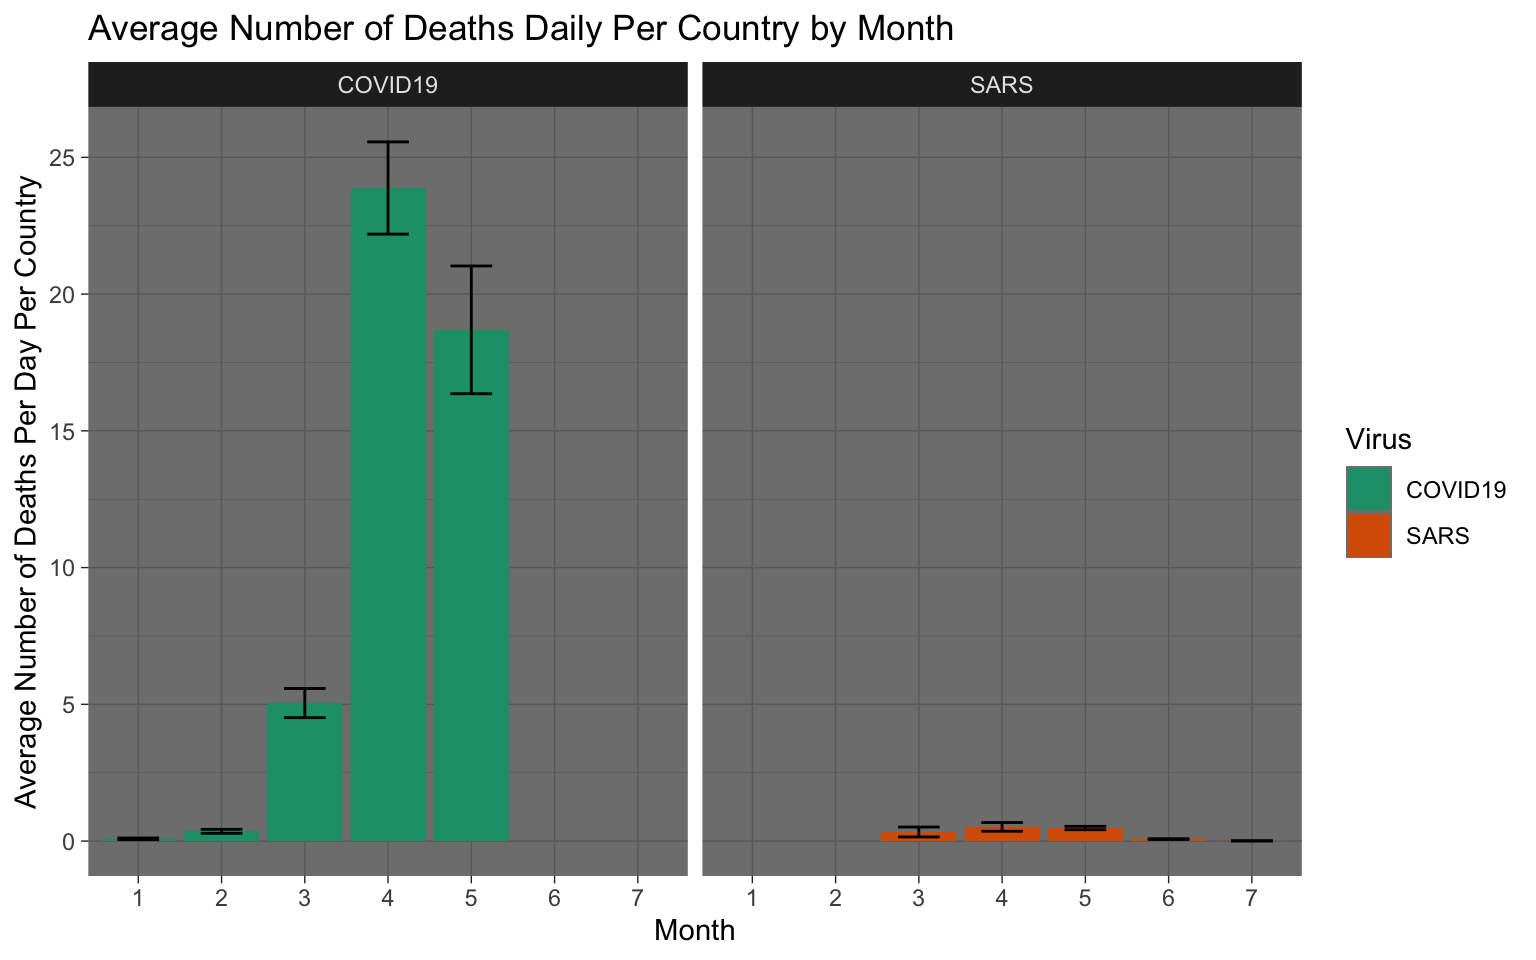 Average Number of Deaths Daily Per Country by Month
COVID19 SARS
Average Number of Deaths Per Day Per Country
25
20
15
10
5
0
1 2 3 4 5 6 7 1 2 3 4 5 6 7
Month
Virus
COVID19
SARS